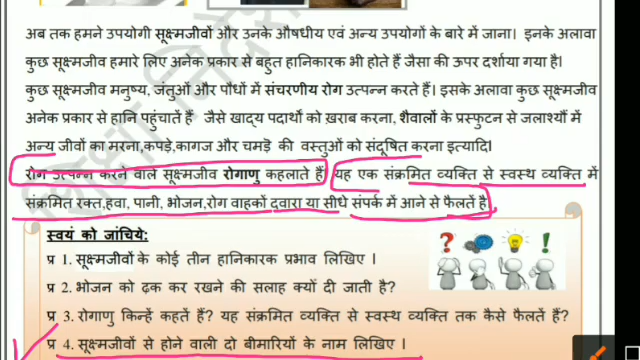 अब तक हमने उपयोगी सूक्ष्मजीवों और उनके औषधीय एवं अन्य उपयोगों के बारे में जाना। इनके अलावा
कुछ सूक्ष्मजीव हमारे लिए अनेक प्रकार से बहुत हानिकारक भी होते हैं जैसा की ऊपर दर्शाया गया है।
कुछ सूक्ष्मजीव मनुष्य, जंतुओं और पौधों में संचरणीय रोग उत्पन्न करते हैं। इसके अलावा कुछ सूक्ष्मजीव
अनेक प्रकार से हानि पहुंचातें हैं जैसे खाद्य पदार्थों को ख़राब करना, शैवालों के प्रस्फुटन से जलाशयों में
अन्य जीवों का मरना,कपड़े,कागज और चमड़े की वस्तुओं को संदूषित करना इत्यादि।
रोग उत्पन्न करने वाले सूक्ष्मजीव रोगाणु कहलाते हैं यह एक संक्रमित व्यक्ति से स्वस्थ व्यक्ति में
संक्रमित रक्त,हवा, पानी, भोजन,रोग वाहकों द्वारा या सीधे संपर्क में आने से फैलतें है
स्वयं को जांचिये:
प्र 1. सूक्ष्मजीवों के कोई तीन हानिकारक प्रभाव लिखिए ।
प्र 2. भोजन को ढ़क कर रखने की सलाह क्यों दी जाती है?
प्र 3. रोगाणु किन्हें कहतें हैं? यह संक्रमित व्यक्ति से स्वस्थ व्यक्ति तक कैसे फैलतें हैं?
प्र 4. सूक्ष्मजीवों से होने वाली दो बीमारियों के नाम लिखिए ।